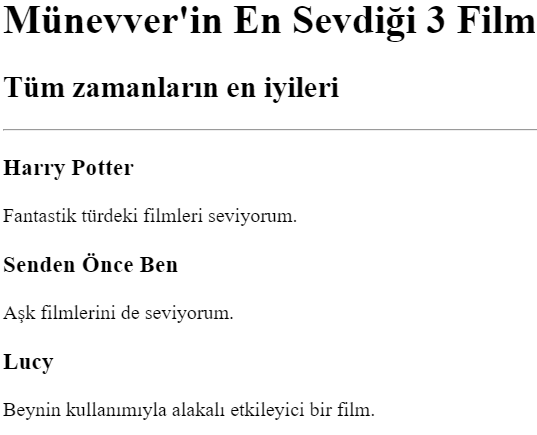 Münevver'in En Sevdiği 3 Film
Tüm zamanların en iyileri
Harry Potter
Fantastik türdeki filmleri seviyorum.
Senden Önce Ben
Aşk filmlerini de seviyorum.
Lucy
Beynin kullanımıyla alakalı etkileyici bir film.